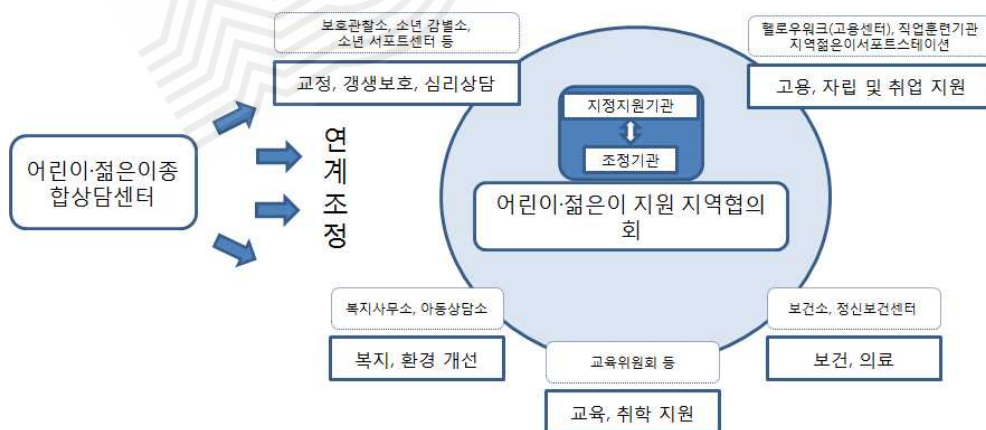 보호관찰소, 소년 감별소,
소년 서포트센터 등
교정, 갱생보호, 심리상담
헬로우워크(고용센터), 직업훈련기관
지역젊은이서포트스테이션
고용, 자립 및 취업 지원
어린이·젊은이종
합상담센터
연
계
조
정
지정지원기관
조정기관
어린이·젊은이 지원 지역협의
회
복지사무소, 아동상담소
복지, 환경 개선
교육위원회 등
교육, 취학 지원
보건소, 정신보건센터
보건, 의료